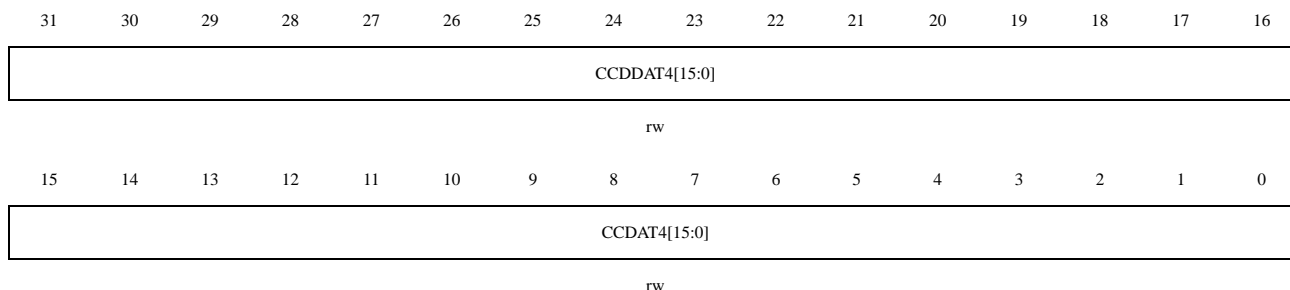 31 30 29 28 27 26 25 24 23 22 21 20 19 18 17 16
CCDDAT4[15:0]
rw
15 14 13 12 11 10 9 8 7 6 5 4 3 2 1 0
CCDAT4[15:0]
rw